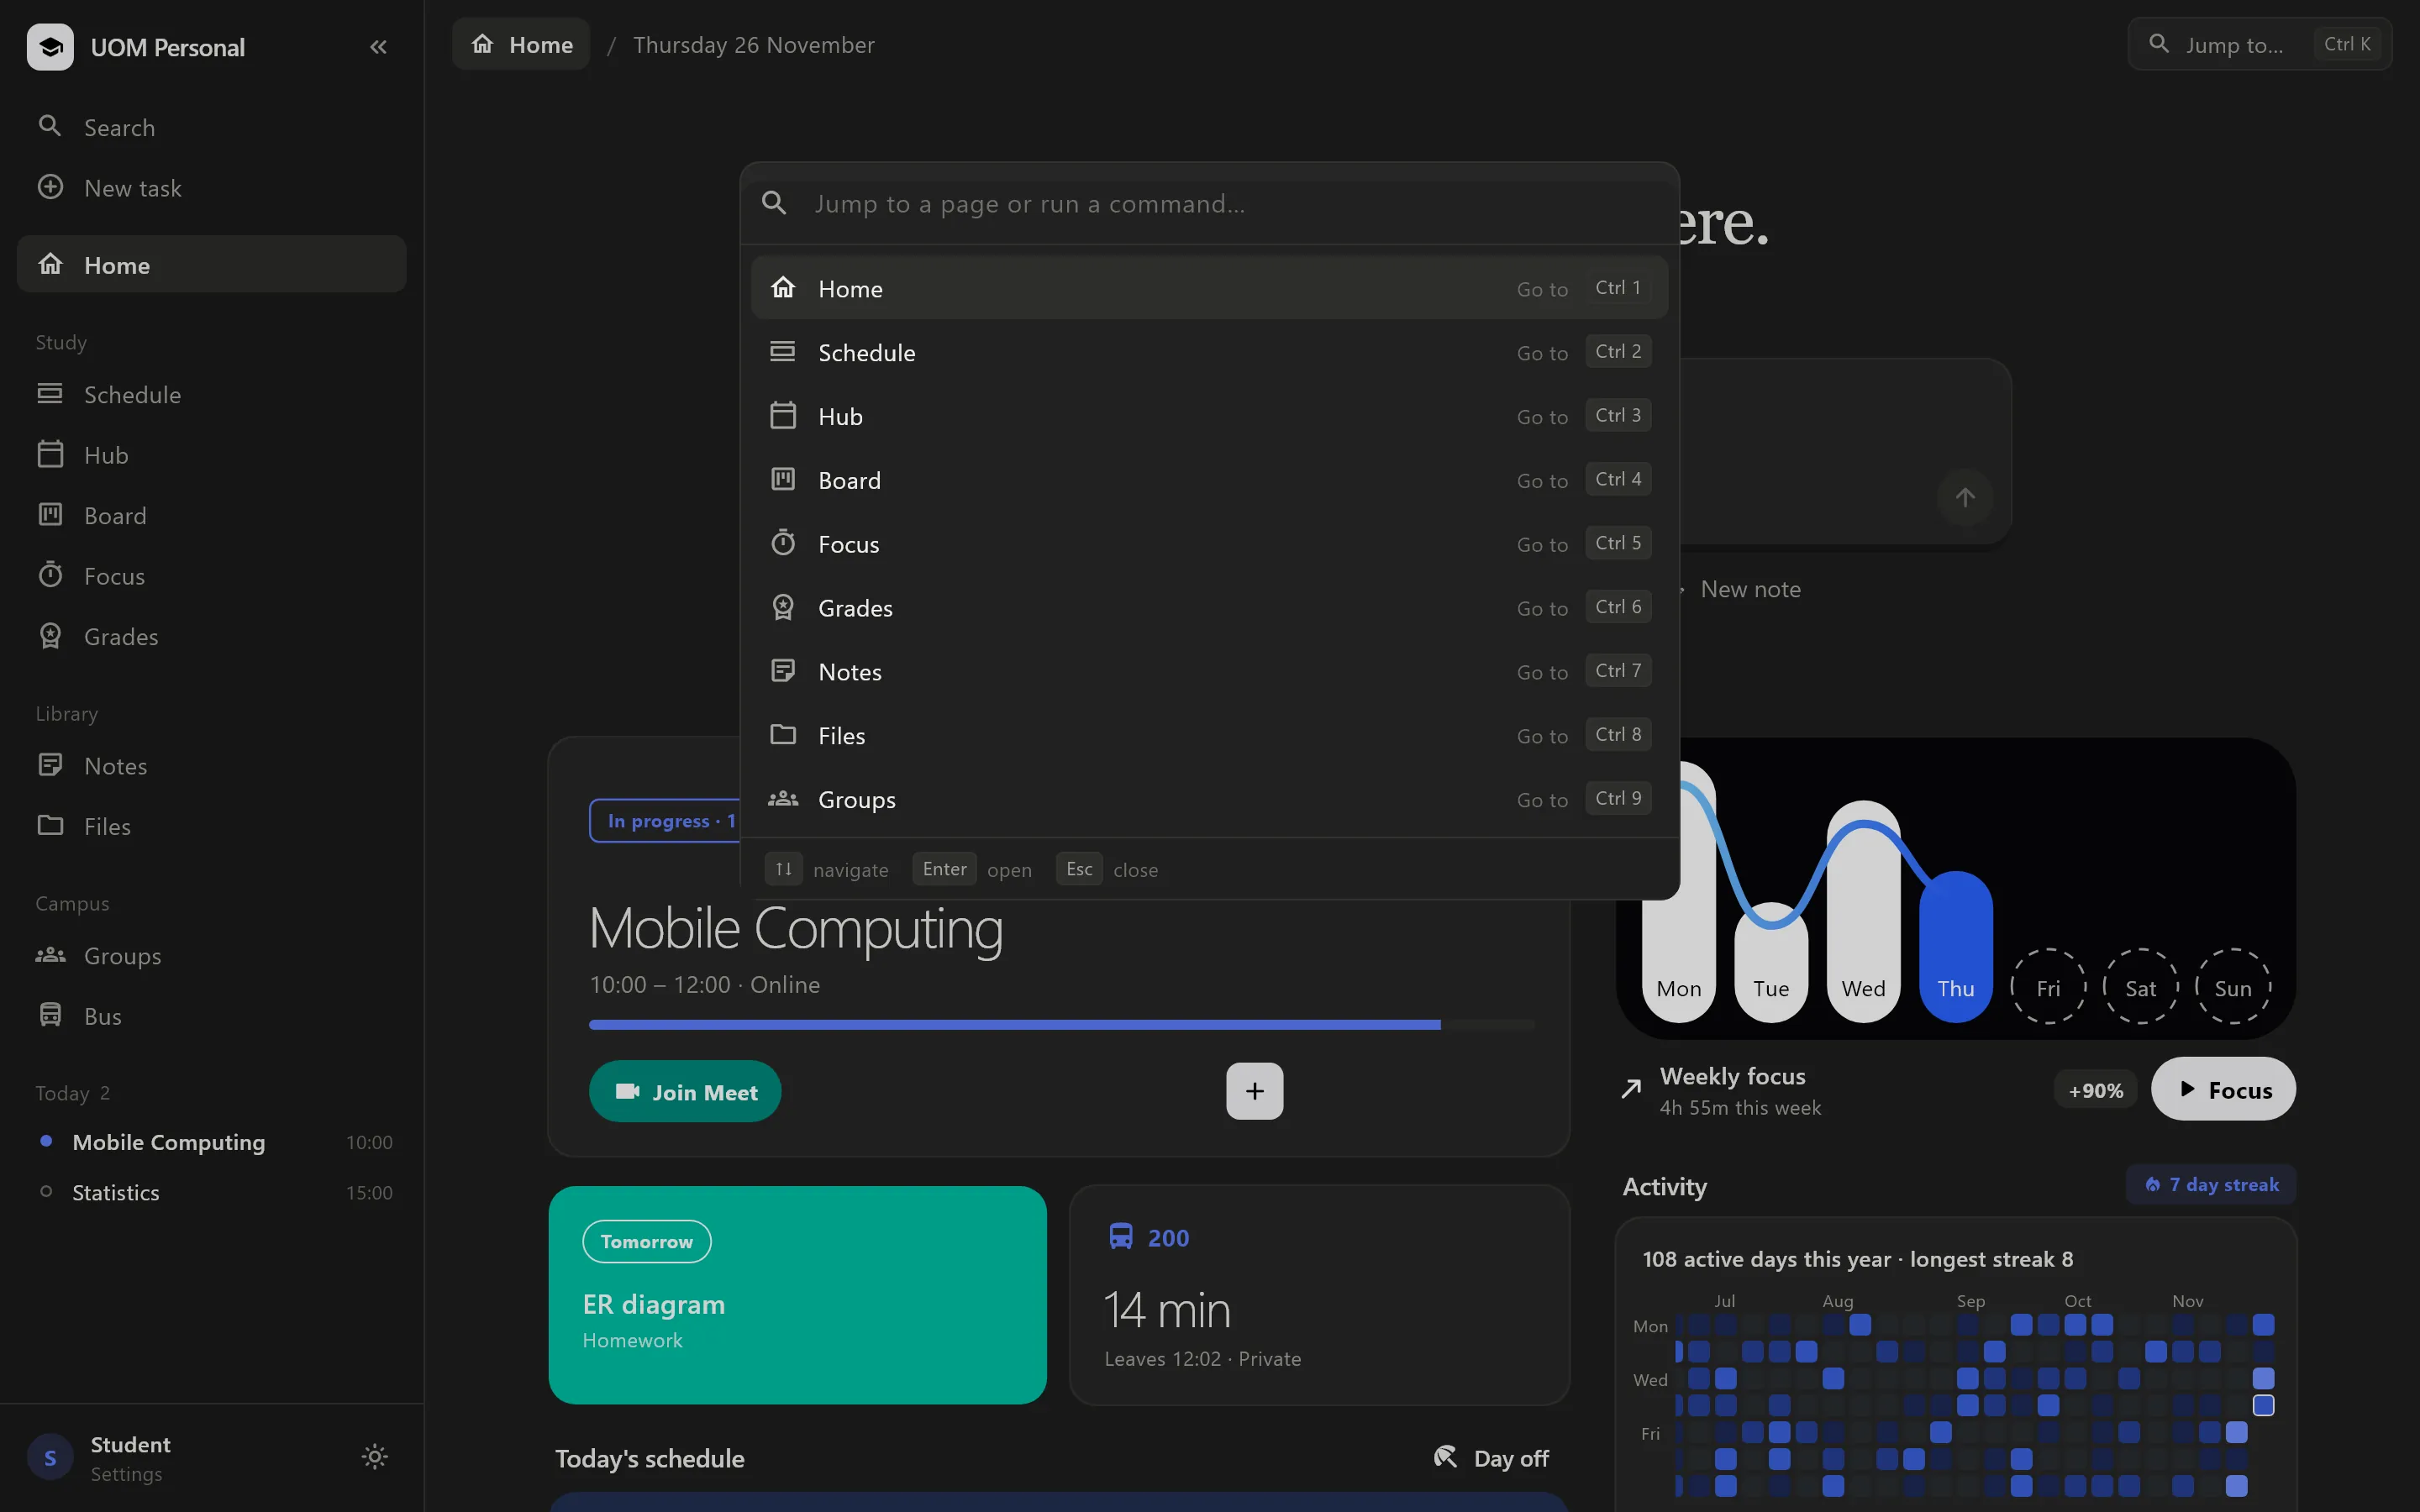 UOM Personal
Search
New task
Home
Study
Schedule
Hub
Board
Focus
Grades
Library
Notes
Files
Campus
Groups
Bus
Today 2
Mobile Computing 10:00
Statistics 15:00
Student
Settings
Home / Thursday 26 November
Jump to... Ctrl K
ere.
New note
Jump to a page or run a command...
Home Go to Ctrl 1
Schedule Go to Ctrl 2
Hub Go to Ctrl 3
Board Go to Ctrl 4
Focus Go to Ctrl 5
Grades Go to Ctrl 6
Notes Go to Ctrl 7
Files Go to Ctrl 8
Groups Go to Ctrl 9
↑↓ navigate Enter open Esc close
In progress · 1
Mobile Computing
10:00 – 12:00 · Online
Join Meet
+
Tomorrow
ER diagram
Homework
200
14 min
Leaves 12:02 · Private
Today's schedule
Day off
Mon Tue Wed Thu Fri Sat Sun
Weekly focus
4h 55m this week
+90%
Focus
Activity
7 day streak
108 active days this year · longest streak 8
Jul Aug Sep Oct Nov
Mon
Wed
Fri
S